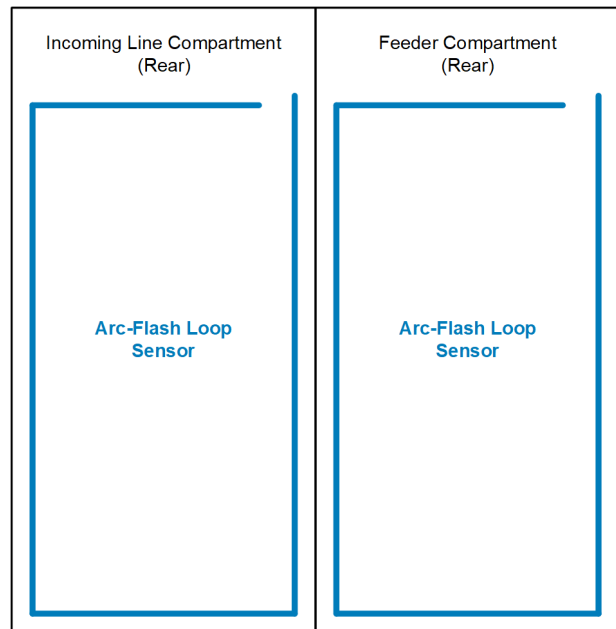 Incoming Line Compartment
(Rear)
Feeder Compartment
(Rear)
Arc-Flash Loop
Sensor
Arc-Flash Loop
Sensor